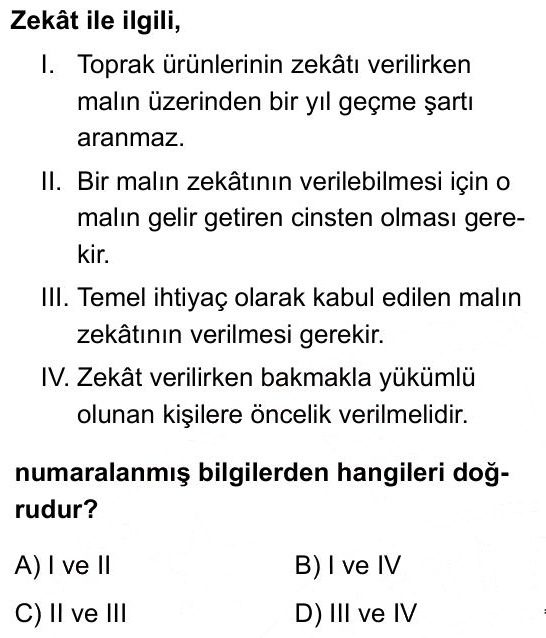 Zekât ile ilgili,
I. Toprak ürünlerinin zekâtı verilirken
malın üzerinden bir yıl geçme şartı
aranmaz.
II. Bir malın zekâtının verilebilmesi için o
malın gelir getiren cinsten olması gere-
kir.
III. Temel ihtiyaç olarak kabul edilen malın
zekâtının verilmesi gerekir.
IV. Zekât verilirken bakmakla yükümlü
olunan kişilere öncelik verilmelidir.
numaralanmış bilgilerden hangileri doğ-
rudur?
A) I ve II B) I ve IV
C) II ve III D) III ve IV